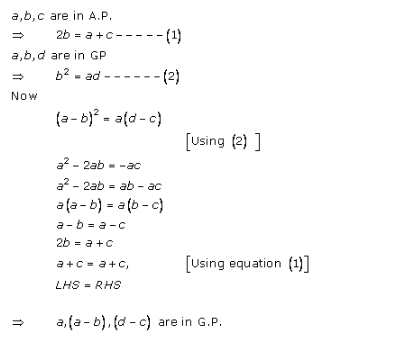 a,b,c are in A.P.
⇒ 2b = a + c - - - - - (1)
a,b,d are in GP
⇒ b² = ad - - - - - - (2)
Now
(a - b)² = a(d - c)
[Using (2) ]
a² - 2ab = -ac
a² - 2ab = ab - ac
a(a - b) = a(b - c)
a - b = a - c
2b = a + c
a + c = a + c, [Using equation (1)]
LHS = RHS
⇒ a,(a - b),(d - c) are in G.P.